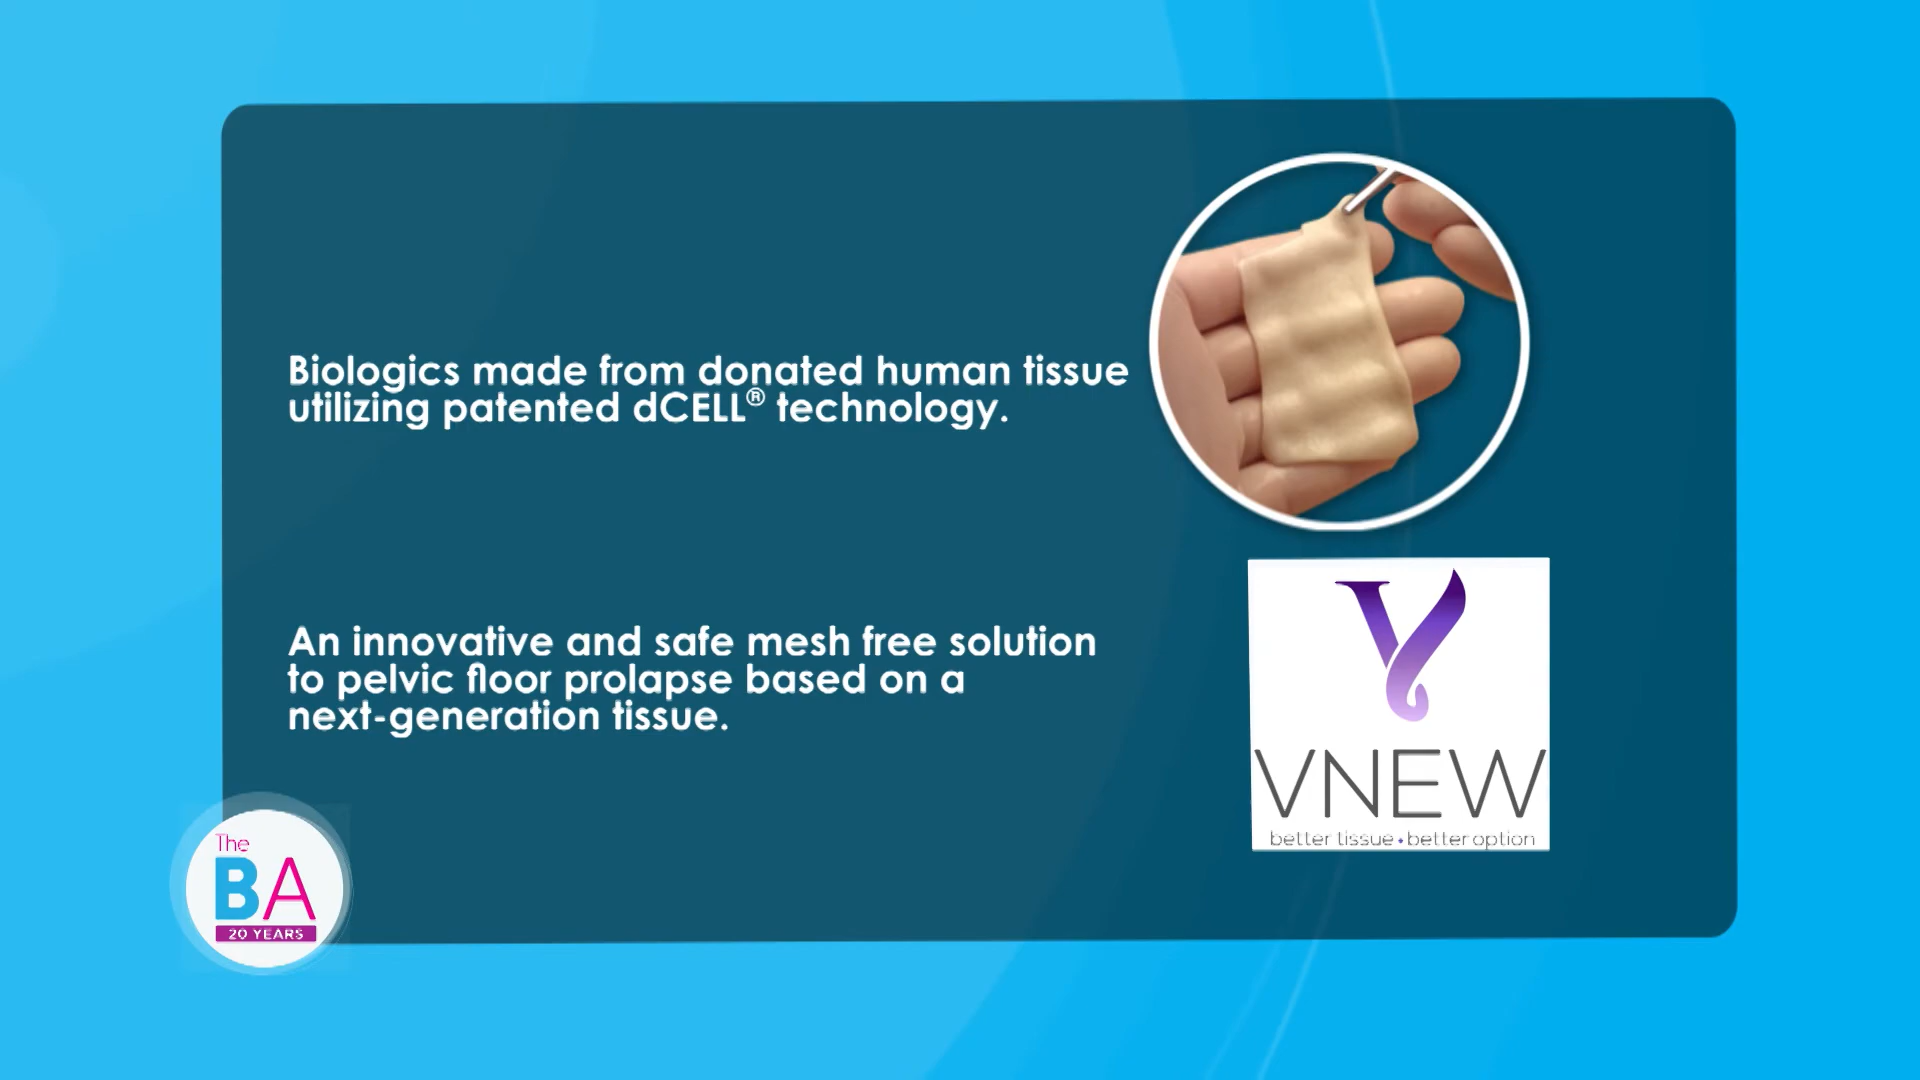 Biologics made from donated human tissue
utilizing patented dCELL® technology.
An innovative and safe mesh free solution
to pelvic floor prolapse based on a
next-generation tissue.
VNEW
better tissue • better option
The
BA
20 YEARS